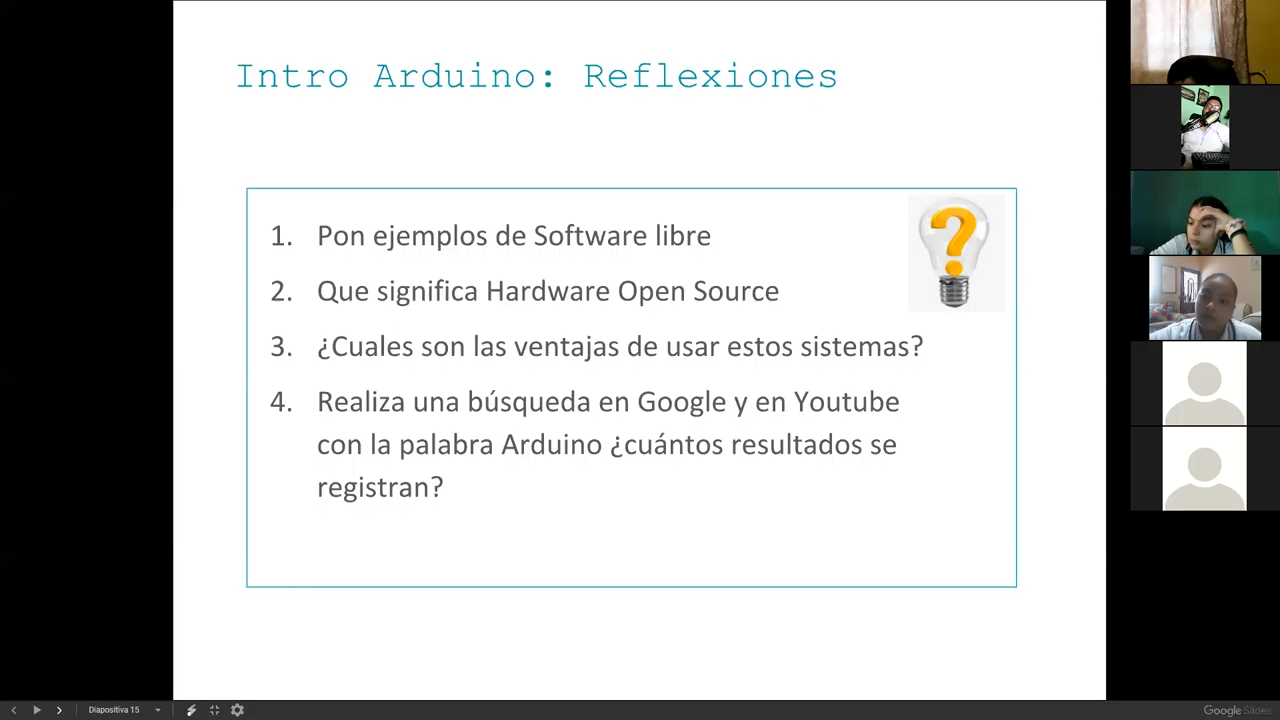 Intro Arduino: Reflexiones
1. Pon ejemplos de Software libre
2. Que significa Hardware Open Source
3. ¿Cuales son las ventajas de usar estos sistemas?
4. Realiza una búsqueda en Google y en Youtube
con la palabra Arduino ¿cuántos resultados se
registran?
Diapositiva 15
Google Slides